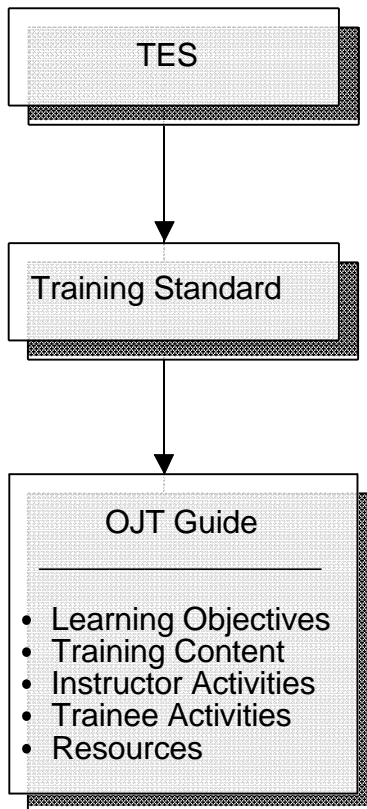 TES
Training Standard
OJT Guide
• Learning Objectives
• Training Content
• Instructor Activities
• Trainee Activities
• Resources